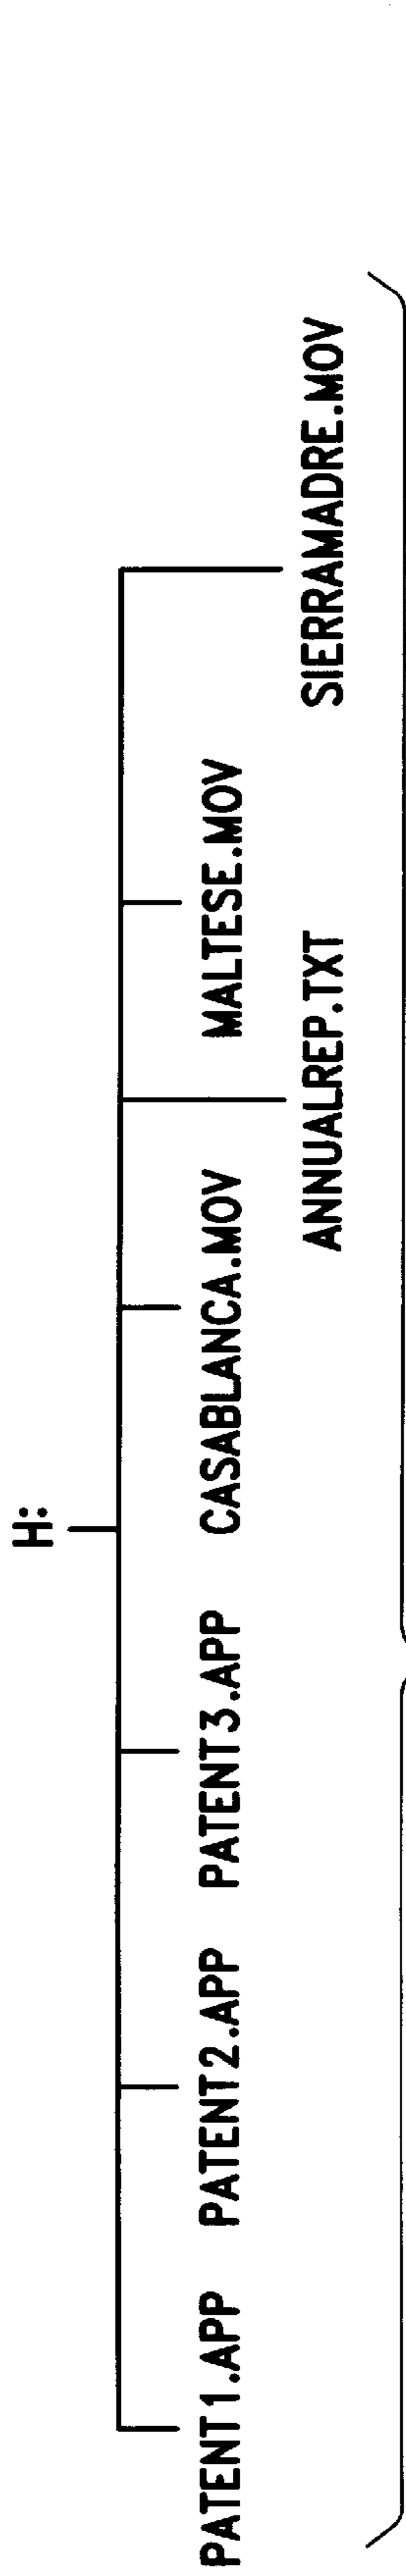 H:
PATENT1.APP PATENT2.APP PATENT3.APP CASABLANCA.MOV MALTESE.MOV
ANNUALREP.TXT SIERRAMADRE.MOV